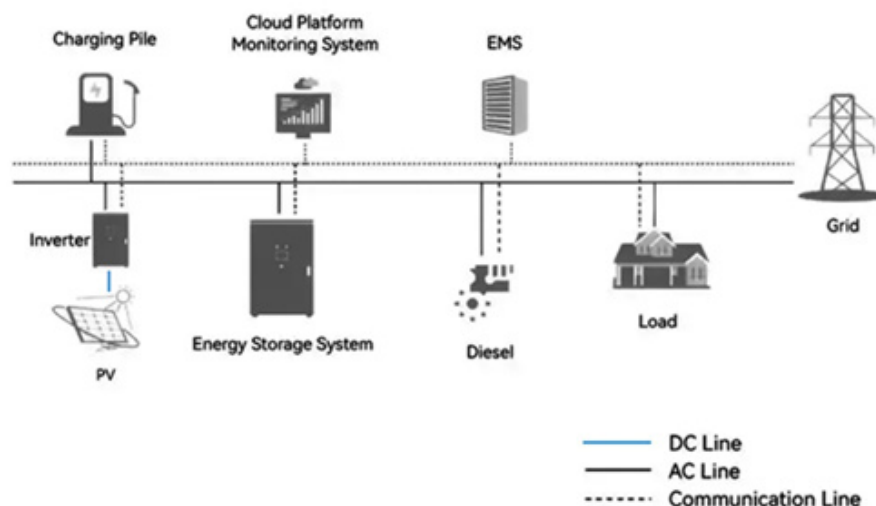 Charging Pile
Cloud Platform
Monitoring System
EMS
Grid
Inverter
PV
Energy Storage System
Diesel
Load
DC Line
AC Line
Communication Line